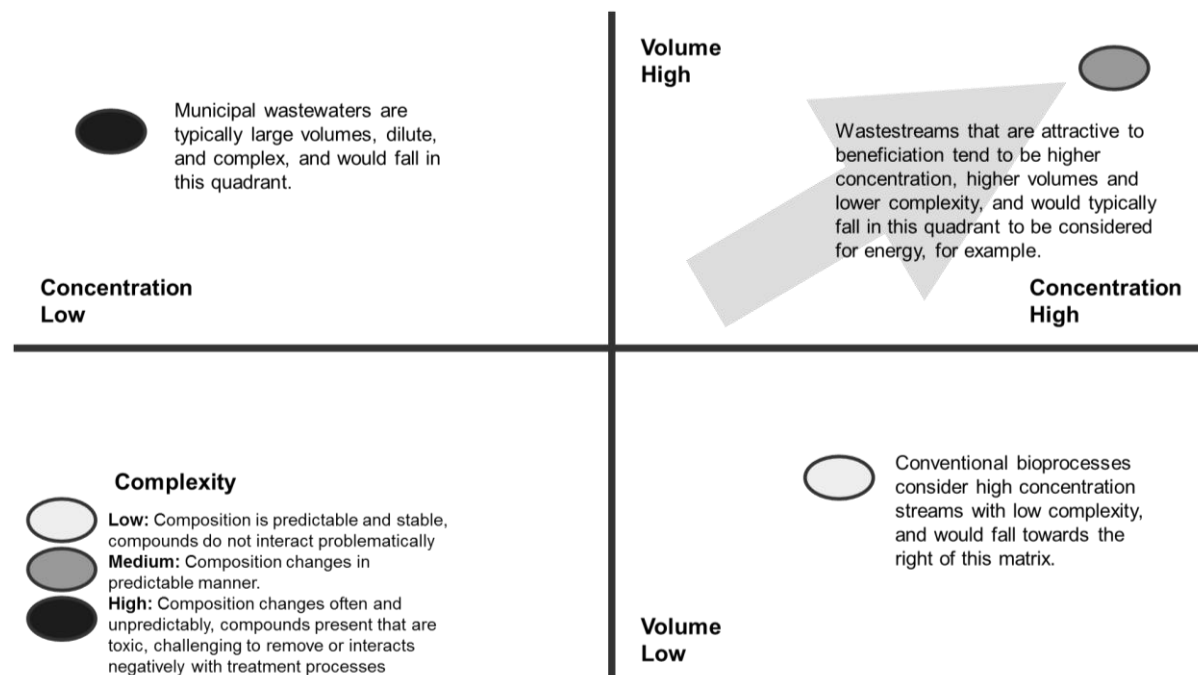 Municipal wastewaters are
typically large volumes, dilute,
and complex, and would fall in
this quadrant.
Concentration
Low
Volume
High
Wastestreams that are attractive to
beneficiation tend to be higher
concentration, higher volumes and
lower complexity, and would typically
fall in this quadrant to be considered
for energy, for example.
Concentration
High
Complexity
Low: Composition is predictable and stable,
compounds do not interact problematically
Medium: Composition changes in
predictable manner.
High: Composition changes often and
unpredictably, compounds present that are
toxic, challenging to remove or interacts
negatively with treatment processes
Conventional bioprocesses
consider high concentration
streams with low complexity,
and would fall towards the
right of this matrix.
Volume
Low